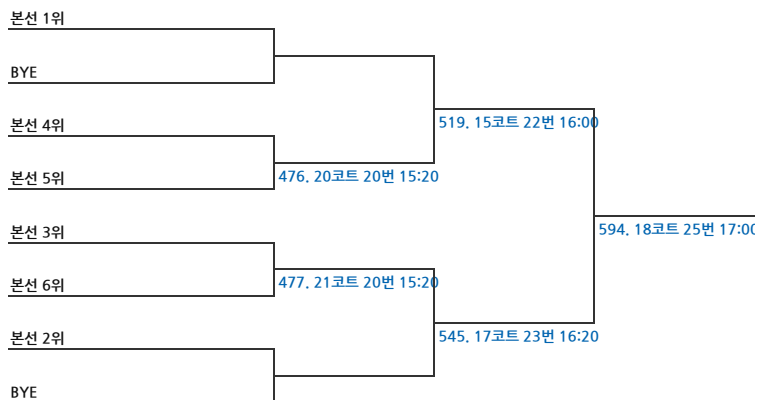 본선 1위
BYE
본선 4위
519. 15코트 22번 16:00
본선 5위
476. 20코트 20번 15:20
본선 3위
594. 18코트 25번 17:00
본선 6위
477. 21코트 20번 15:20
본선 2위
545. 17코트 23번 16:20
BYE